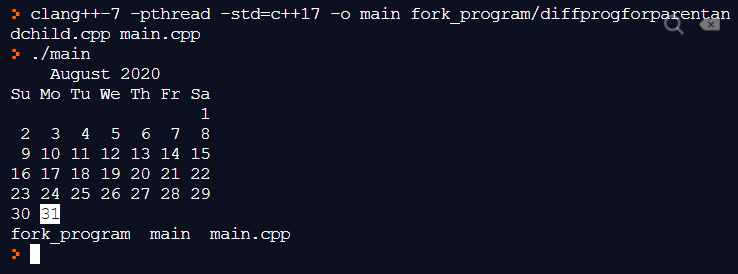 > clang++-7 -pthread -std=c++17 -o main fork_program/diffprogforparentan
dchild.cpp main.cpp
> ./main
    August 2020
Su Mo Tu We Th Fr Sa
                   1
 2  3  4  5  6  7  8
 9 10 11 12 13 14 15
16 17 18 19 20 21 22
23 24 25 26 27 28 29
30 31
fork_program  main  main.cpp
>